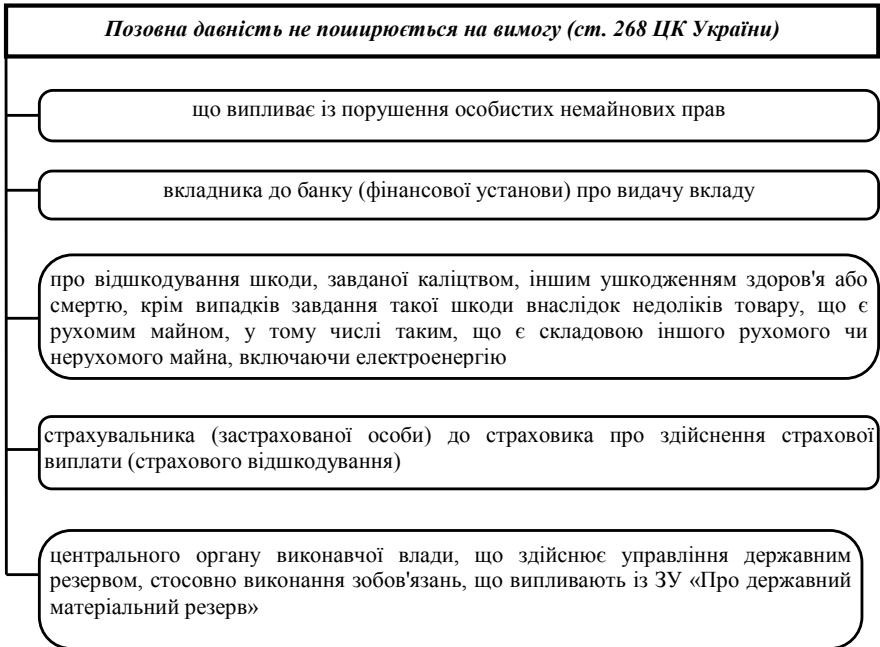 Позовна давність не поширюється на вимогу (ст. 268 ЦК України)
що випливає із порушення особистих немайнових прав
вкладника до банку (фінансової установи) про видачу вкладу
про відшкодування шкоди, завданої каліцтвом, іншим ушкодженням здоров'я або
смертю, крім випадків завдання такої шкоди внаслідок недоліків товару, що є
рухомим майном, у тому числі таким, що є складовою іншого рухомого чи
нерухомого майна, включаючи електроенергію
страхувальника (застрахованої особи) до страховика про здійснення страхової
виплати (страхового відшкодування)
центрального органу виконавчої влади, що здійснює управління державним
резервом, стосовно виконання зобов'язань, що випливають із ЗУ «Про державний
матеріальний резерв»